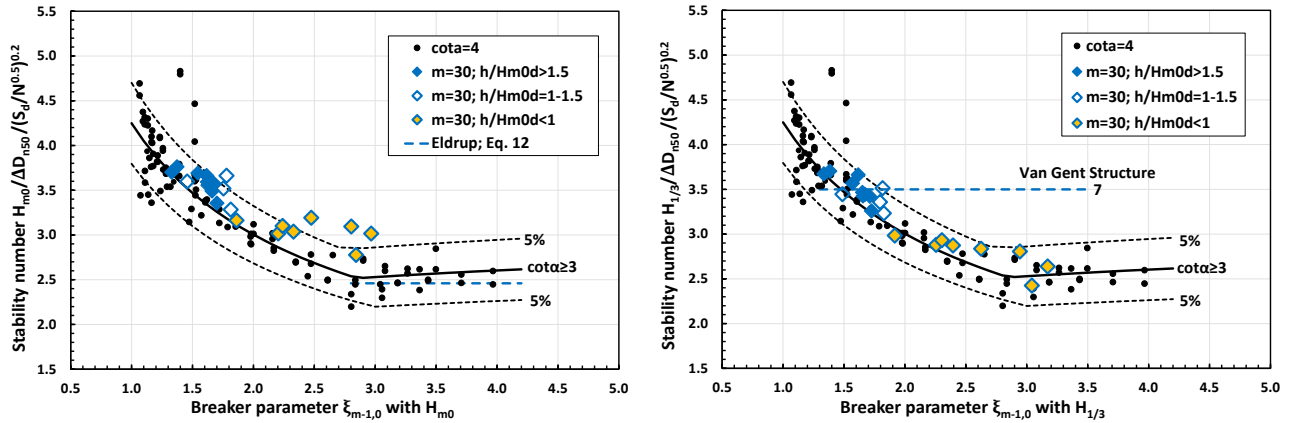 Stability number Hm0/ΔDn50/(Sd/N^0.5)^0.2
5.5
5.0
4.5
4.0
3.5
3.0
2.5
2.0
1.5
cota=4
m=30; h/Hm0d>1.5
m=30; h/Hm0d=1-1.5
m=30; h/Hm0d<1
Eldrup; Eq. 12
5%
cotα≥3
5%
0.5 1.0 1.5 2.0 2.5 3.0 3.5 4.0 4.5 5.0
Breaker parameter ξm-1,0 with Hm0
Stability number H1/3/ΔDn50/(Sd/N^0.5)^0.2
5.5
5.0
4.5
4.0
3.5
3.0
2.5
2.0
1.5
cota=4
m=30; h/Hm0d>1.5
m=30; h/Hm0d=1-1.5
m=30; h/Hm0d<1
Van Gent Structure
7
5%
cotα≥3
5%
0.5 1.0 1.5 2.0 2.5 3.0 3.5 4.0 4.5 5.0
Breaker parameter ξm-1,0 with H1/3